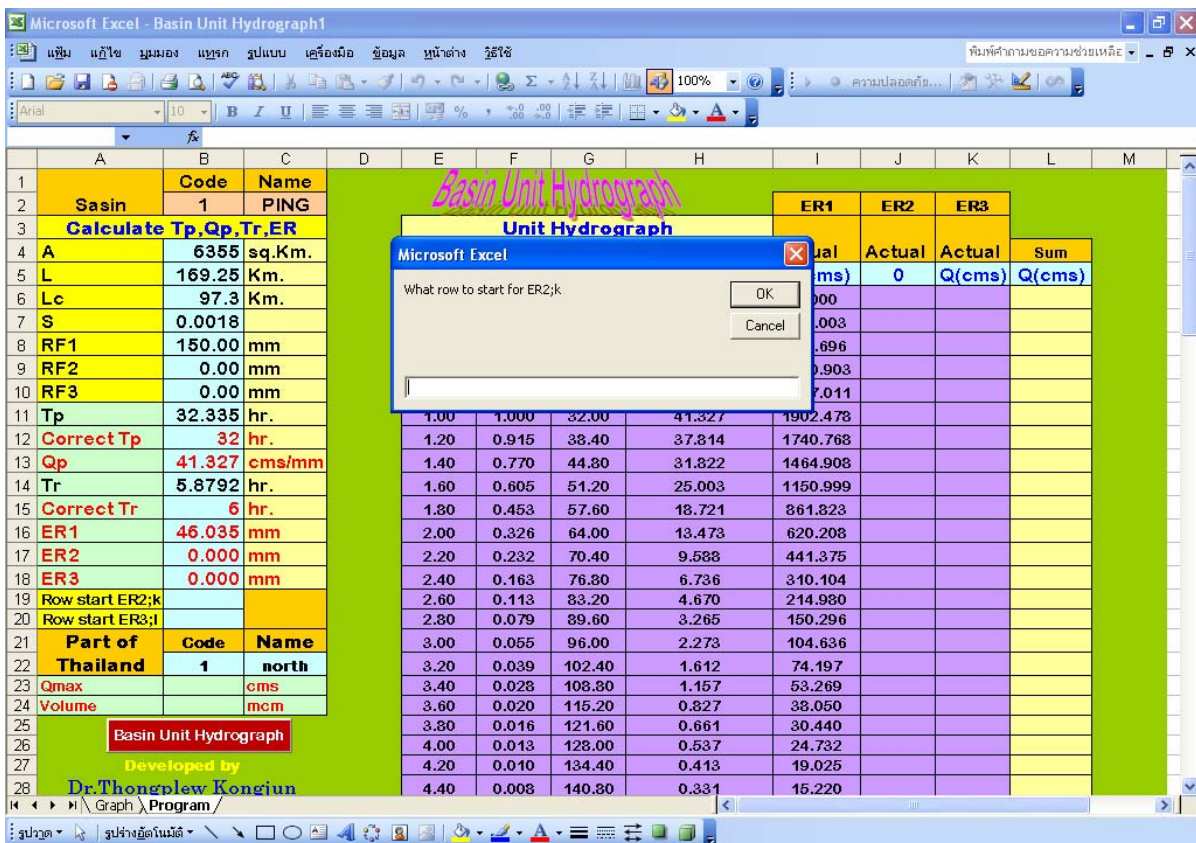 Microsoft Excel - Basin Unit Hydrograph1
แฟ้ม แก้ไข มุมมอง แทรก รูปแบบ เครื่องมือ ข้อมูล หน้าต่าง วิธีใช้ พิมพ์คำถามขอความช่วยเหลือ
100% ความปลอดภัย...
Arial 10 B I U % , A
fx
A B C D E F G H I J K L M
1 Code Name Basin Unit Hydrograph
2 Sasin 1 PING ER1 ER2 ER3
3 Calculate Tp,Qp,Tr,ER Unit Hydrograph
4 A 6355 sq.Km. ual Actual Actual Sum
5 L 169.25 Km. ms) 0 Q(cms) Q(cms)
6 Lc 97.3 Km. 000
7 S 0.0018 .003
8 RF1 150.00 mm .696
9 RF2 0.00 mm 0.903
10 RF3 0.00 mm 7.011
Microsoft Excel
What row to start for ER2;k
OK
Cancel
11 Tp 32.335 hr. 1.00 1.000 32.00 41.327 1902.478
12 Correct Tp 32 hr. 1.20 0.915 38.40 37.814 1740.768
13 Qp 41.327 cms/mm 1.40 0.770 44.80 31.822 1464.908
14 Tr 5.8792 hr. 1.60 0.605 51.20 25.003 1150.999
15 Correct Tr 6 hr. 1.80 0.453 57.60 18.721 861.823
16 ER1 46.035 mm 2.00 0.326 64.00 13.473 620.208
17 ER2 0.000 mm 2.20 0.232 70.40 9.588 441.375
18 ER3 0.000 mm 2.40 0.163 76.80 6.736 310.104
19 Row start ER2;k 2.60 0.113 83.20 4.670 214.980
20 Row start ER3;l 2.80 0.079 89.60 3.265 150.296
21 Part of Code Name 3.00 0.055 96.00 2.273 104.636
22 Thailand 1 north 3.20 0.039 102.40 1.612 74.197
23 Qmax cms 3.40 0.028 108.80 1.157 53.269
24 Volume mcm 3.60 0.020 115.20 0.827 38.050
25 3.80 0.016 121.60 0.661 30.440
Basin Unit Hydrograph
26 4.00 0.013 128.00 0.537 24.732
27 Developed by 4.20 0.010 134.40 0.413 19.025
28 Dr.Thongplew Kongjun 4.40 0.008 140.80 0.331 15.220
Graph Program
รูปวาด รูปร่างอัตโนมัติ A